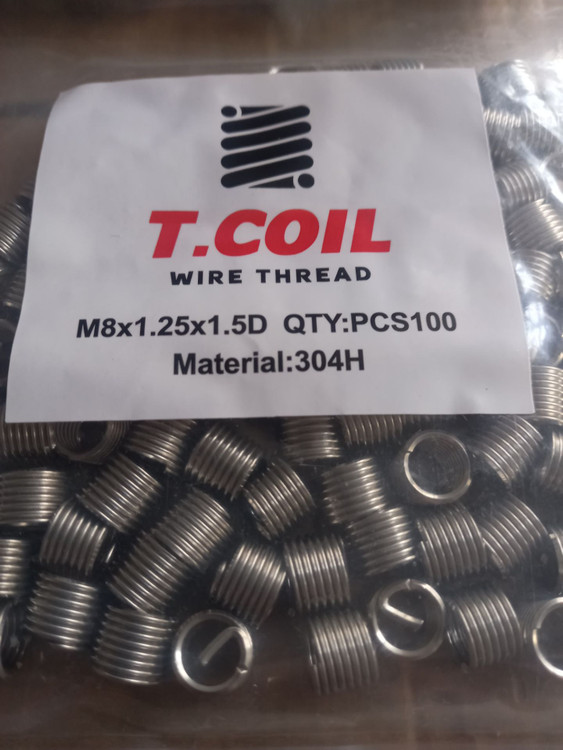 T.COIL
WIRE THREAD
M8x1.25x1.5D QTY:PCS100
Material:304H